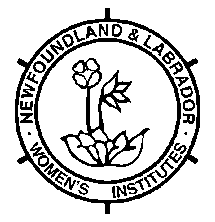 NEWFOUNDLAND & LABRADOR
WOMEN'S INSTITUTES